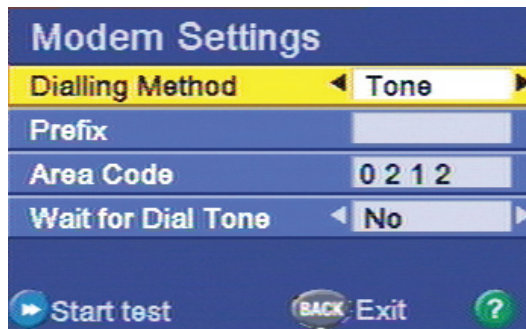 Modem Settings
Dialling Method Tone
Prefix
Area Code 0212
Wait for Dial Tone No
Start test BACK Exit ?